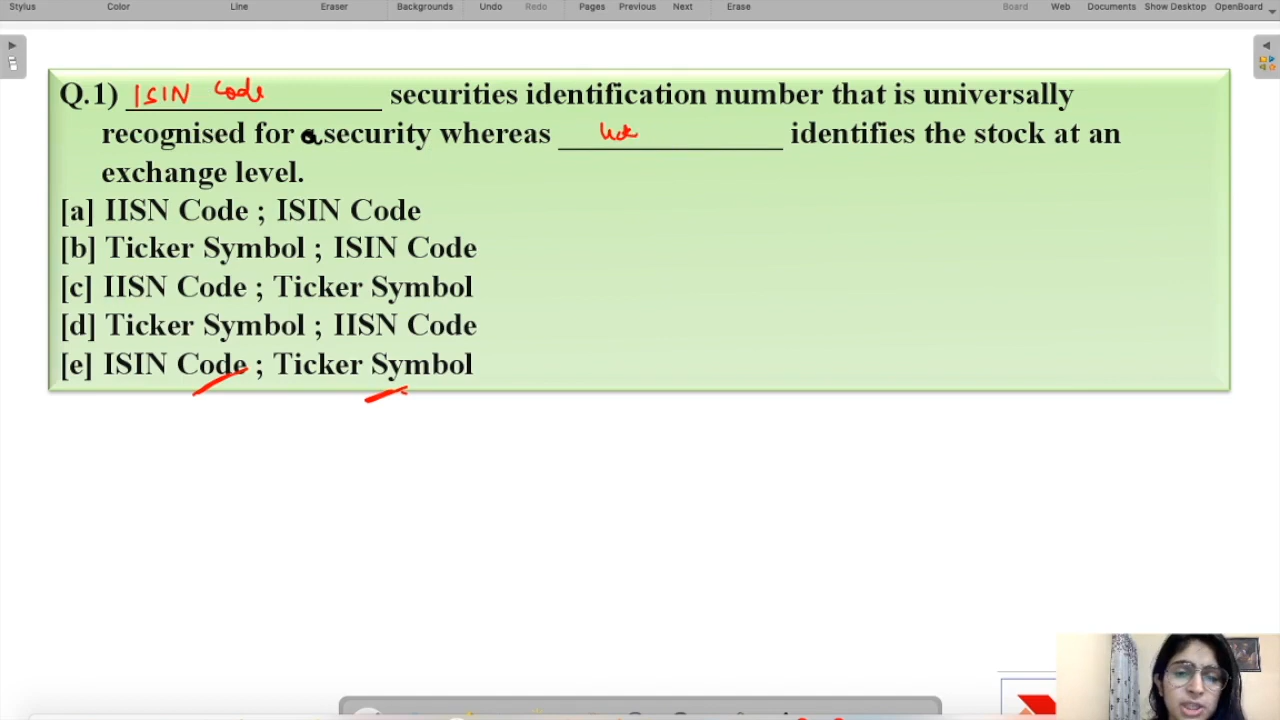 Stylus Color Line Eraser Backgrounds Undo Redo Pages Previous Next Erase Board Web Documents Show Desktop OpenBoard
Q.1) ISIN Code securities identification number that is universally
recognised for a security whereas identifies the stock at an
exchange level.
[a] IISN Code ; ISIN Code
[b] Ticker Symbol ; ISIN Code
[c] IISN Code ; Ticker Symbol
[d] Ticker Symbol ; IISN Code
[e] ISIN Code ; Ticker Symbol